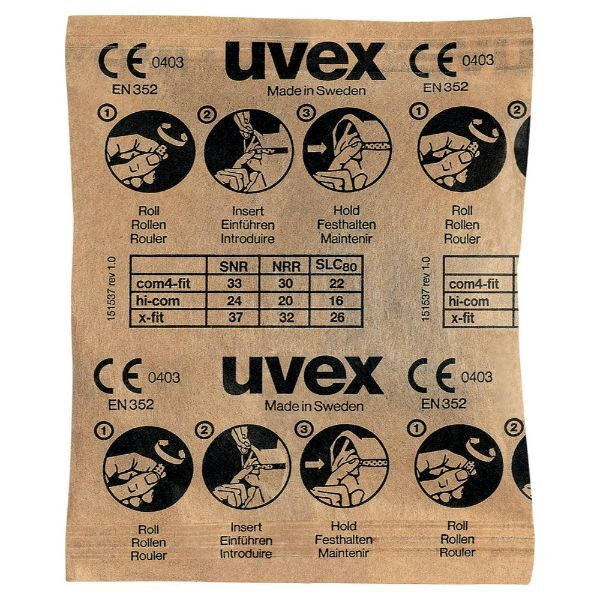 CE 0403 uvex CE 0403
EN 352 Made in Sweden EN 352
1 2 3 1 2
Roll Insert Hold Roll
Rollen Einführen Festhalten Rollen
Rouler Introduire Maintenir Rouler
151537 rev 1.0
SNR NRR SLC80
com4-fit 33 30 22
hi-com 24 20 16
x-fit 37 32 26
151537 rev 1.0
com4-fit
hi-com
x-fit
CE 0403 uvex CE 0403
EN 352 Made in Sweden EN 352
1 2 3 1 2
Roll Insert Hold Roll
Rollen Einführen Festhalten Rollen
Rouler Introduire Maintenir Rouler